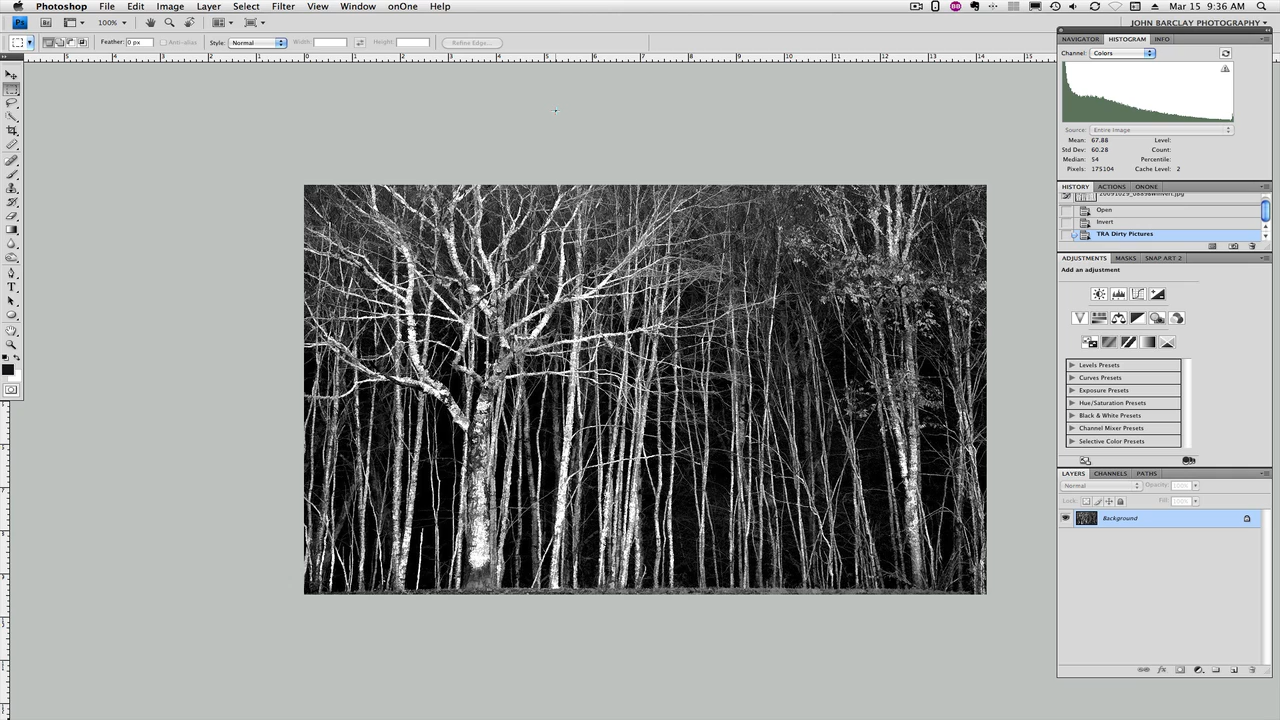 Photoshop File Edit Image Layer Select Filter View Window onOne Help Mar 15 9:36 AM
Ps Br 100% JOHN BARCLAY PHOTOGRAPHY
Feather: 0 px Anti-alias Style: Normal Width: Height: Refine Edge...
NAVIGATOR HISTOGRAM INFO
Channel: Colors
Source: Entire Image
Mean: 67.88 Level:
Std Dev: 60.28 Count:
Median: 54 Percentile:
Pixels: 175104 Cache Level: 2
HISTORY ACTIONS ONONE
Open
Invert
TRA Dirty Pictures
ADJUSTMENTS MASKS SNAP ART 2
Add an adjustment
Levels Presets
Curves Presets
Exposure Presets
Hue/Saturation Presets
Black & White Presets
Channel Mixer Presets
Selective Color Presets
LAYERS CHANNELS PATHS
Normal Opacity: 100%
Lock: Fill: 100%
Background